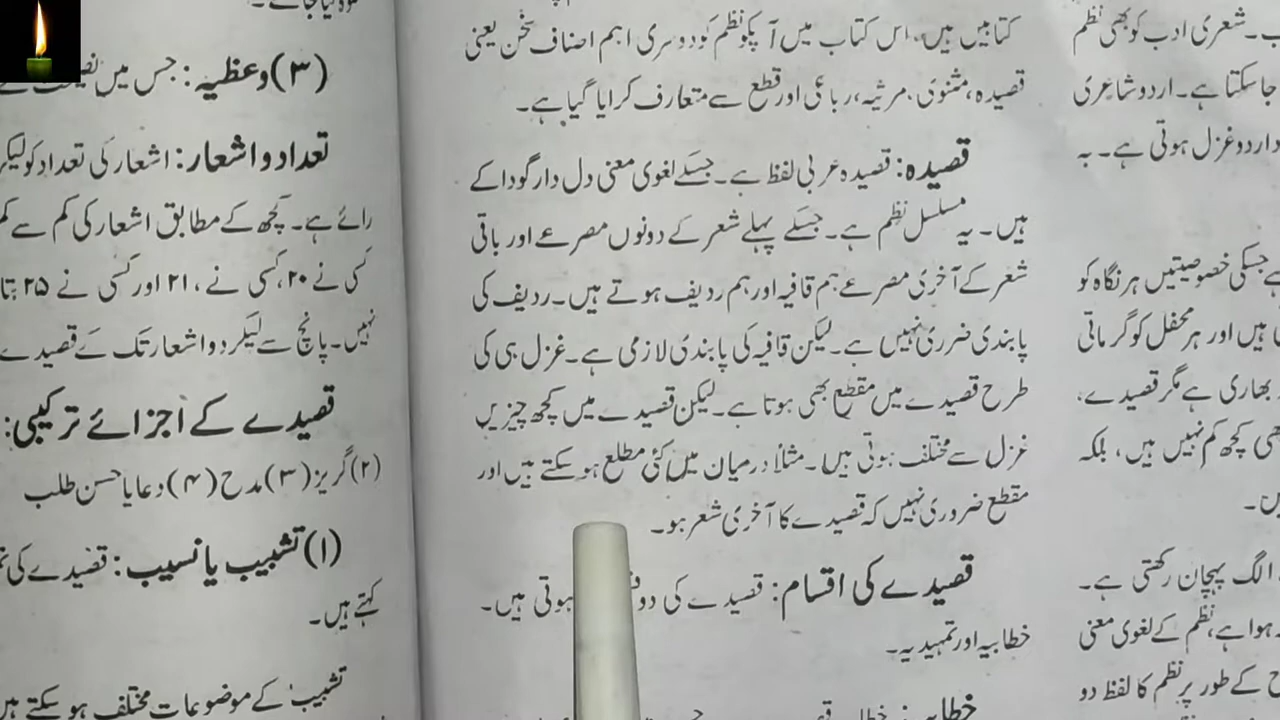 ب۔شعری ادب کو بھی نظم
جاسکتا ہے۔اردو شاعری
دار دو غزل ہوتی ہے۔ یہ
ہے جسکی خصوصیتیں ہر نگاہ کو
ہیں اور ہر محفل کو گرماتی
بھاری ہے مگر قصیدے،
بھی کچھ کم نہیں ہیں، بلکہ
الگ پہچان رکھتی ہے۔
ہوا ہے، نظم کے لغوی معنی
ح کے طور پر نظم کا لفظ دو
کتابیں ہیں۔اس کتاب میں آپکو نظم کو دوسری اہم اصناف سخن یعنی
قصیدہ، مثنوی، مرثیہ، رباعی اور قطع سے متعارف کرایا گیا ہے۔
قصیدہ: قصیدہ عربی لفظ ہے۔جسکے لغوی معنی دل دار گودا کے
ہیں۔یہ مسلسل نظم ہے۔جسکے پہلے شعر کے دونوں مصرعے اور باقی
شعر کے آخری مصرعے ہم قافیہ اور ہم ردیف ہوتے ہیں۔ردیف کی
پابندی ضرری نہیں ہے۔لیکن قافیہ کی پابندی لازمی ہے۔غزل ہی کی
طرح قصیدے میں مقطع بھی ہوتا ہے۔لیکن قصیدے میں کچھ چیزیں
غزل سے مختلف ہوتی ہیں۔مثلاً درمیان میں کئی مطلع ہو سکتے ہیں اور
مقطع ضروری نہیں کہ قصیدے کا آخری شعر ہو۔
قصیدے کی اقسام: قصیدے کی دو ہوتی ہیں۔
خطابیہ اور تمہیدیہ۔
خطابیہ:
(۳) وعظیہ: جس میں
تعداد و اشعار: اشعار کی تعداد کو لیکر
رائے ہے۔کچھ کے مطابق اشعار کی کم سے کم
کسی نے ۲۰، کسی نے ، ۲۱ اور کسی نے ۲۵ بتا
نہیں۔پانچ سے لیکر دو اشعار تک کے قصیدے
قصیدے کے اجزائے ترکیبی:
(۲) گریز (۳) مدح (۴) دعا یا حسن طلب
(۱) تشبیب یا نسیب: قصیدے کی
کہتے ہیں۔
تشبیب کے موضوعات مختلف ہو سکتے ہیں